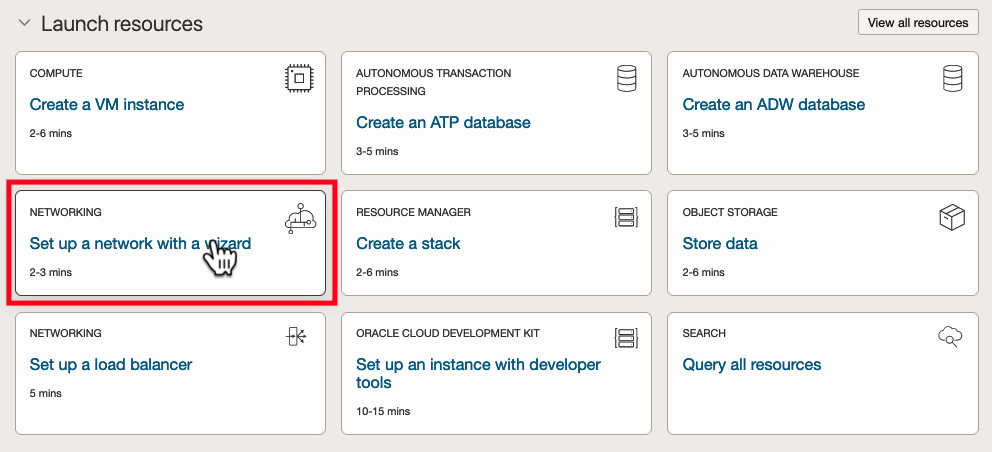 Launch resources
View all resources
COMPUTE
Create a VM instance
2-6 mins
AUTONOMOUS TRANSACTION
PROCESSING
Create an ATP database
3-5 mins
AUTONOMOUS DATA WAREHOUSE
Create an ADW database
3-5 mins
NETWORKING
Set up a network with a wizard
2-3 mins
RESOURCE MANAGER
Create a stack
2-6 mins
OBJECT STORAGE
Store data
2-6 mins
NETWORKING
Set up a load balancer
5 mins
ORACLE CLOUD DEVELOPMENT KIT
Set up an instance with developer
tools
10-15 mins
SEARCH
Query all resources